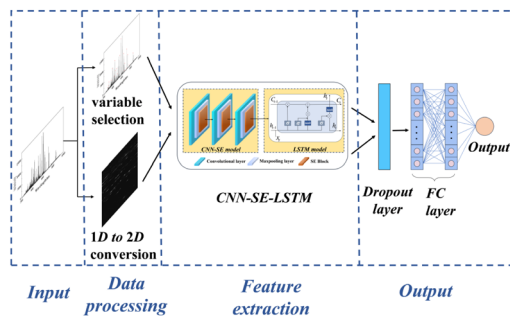 variable
selection
1D to 2D
conversion
CNN-SE model
LSTM model
Convolutional layer
Maxpooling layer
SE Block
CNN-SE-LSTM
Dropout
layer
FC
layer
Output
Input
Data
processing
Feature
extraction
Output